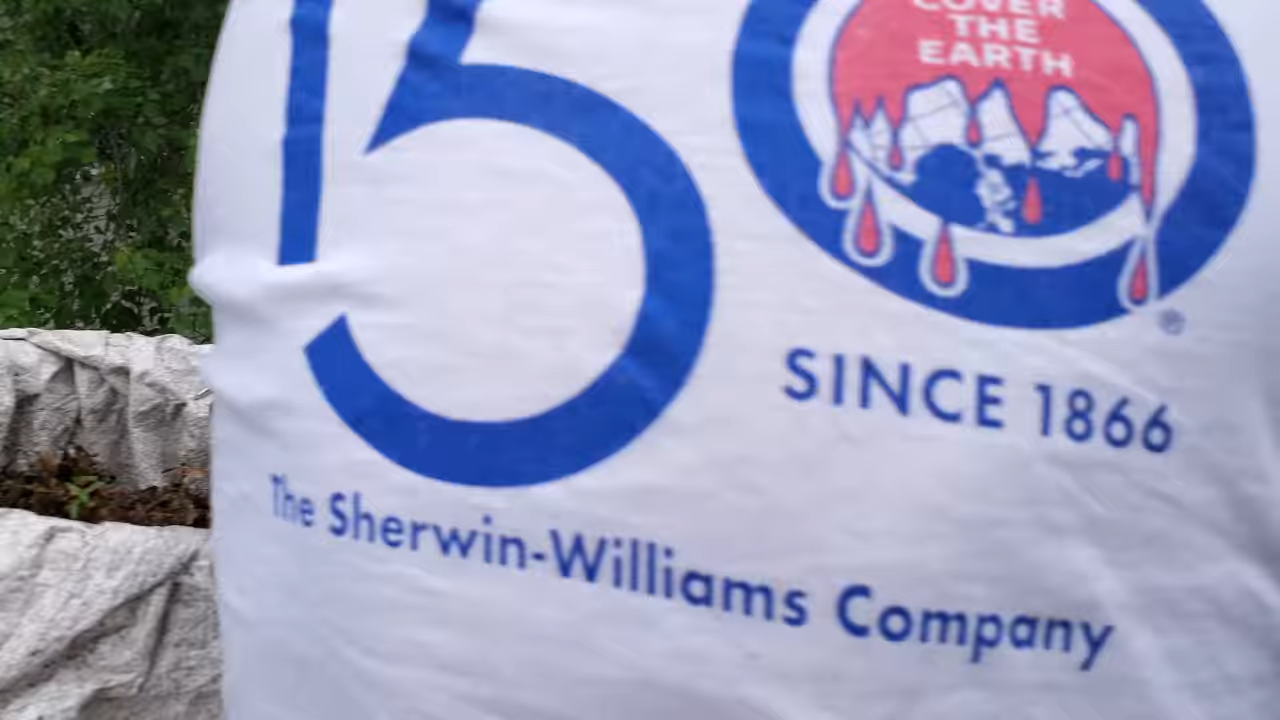 150
COVER
THE
EARTH
®
SINCE 1866
The Sherwin-Williams Company